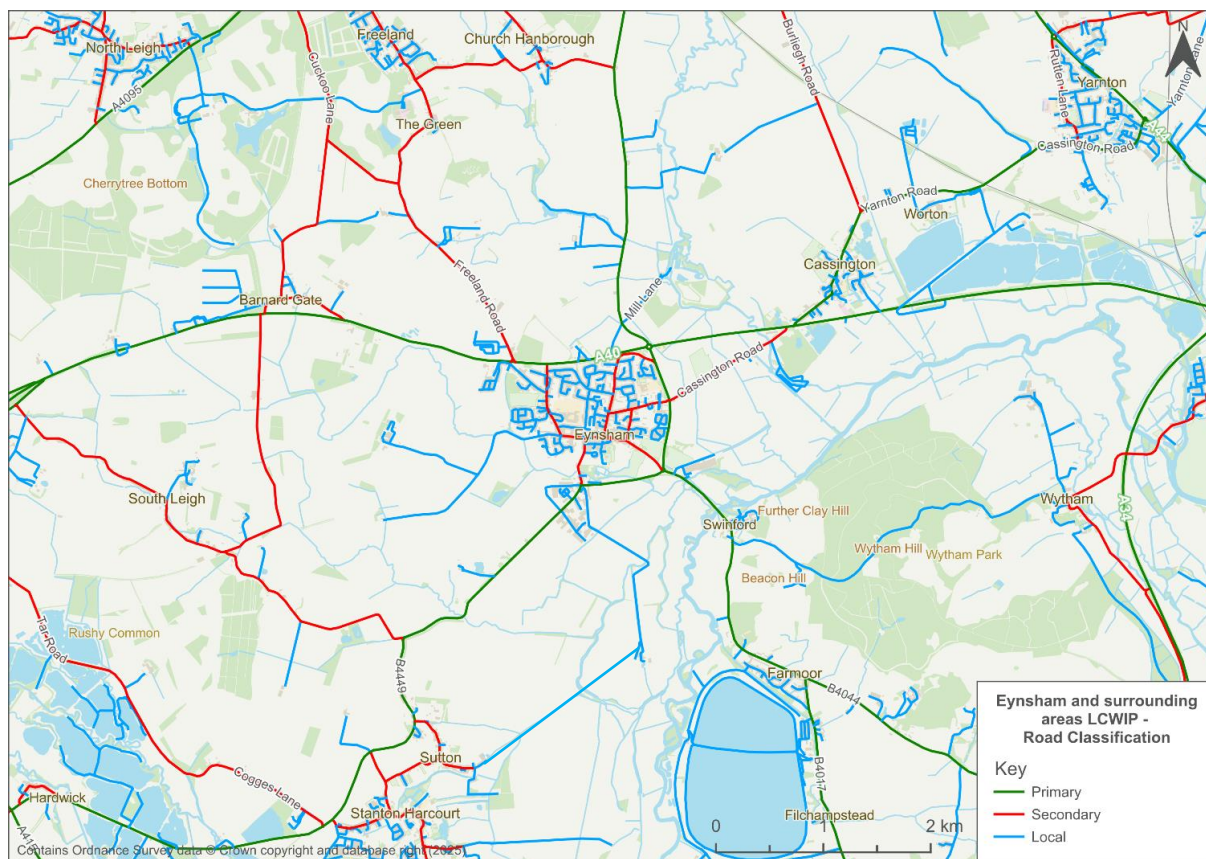 North Leigh
Freeland
Church Hanborough
Cuckoo Lane
Burliegh Road
N
Yarnton Lane
Rutten Lane
Yarnton
A44
A4095
The Green
Cassington Road
Cherrytree Bottom
Yarnton Road
Worton
Freeland Road
Cassington
Mill Lane
Barnard Gate
A40
Cassington Road
Eynsham
South Leigh
Further Clay Hill
Swinford
Wytham
A34
Wytham Hill
Wytham Park
Beacon Hill
Rushy Common
Tar Road
Farmoor
B4044
B4449
Sutton
B4017
Cogges Lane
Hardwick
Stanton Harcourt
Filchampstead
Eynsham and surrounding
areas LCWIP -
Road Classification
Key
Primary
Secondary
Local
0 1 2 km
Contains Ordnance Survey data © Crown copyright and database right (2025)